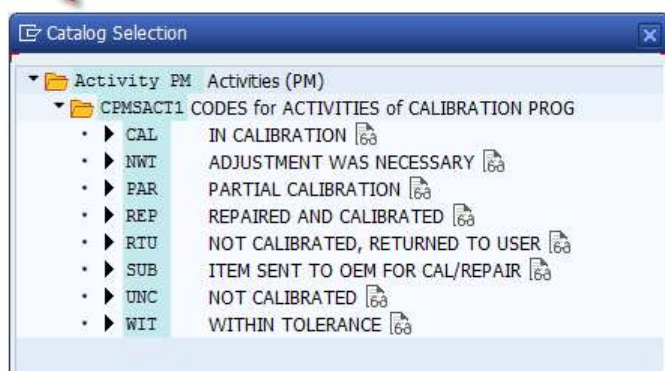 Catalog Selection
Activity PM Activities (PM)
CPMSACT1 CODES for ACTIVITIES of CALIBRATION PROG
CAL IN CALIBRATION
NWT ADJUSTMENT WAS NECESSARY
PAR PARTIAL CALIBRATION
REP REPAIRED AND CALIBRATED
RTU NOT CALIBRATED, RETURNED TO USER
SUB ITEM SENT TO OEM FOR CAL/REPAIR
UNC NOT CALIBRATED
WIT WITHIN TOLERANCE